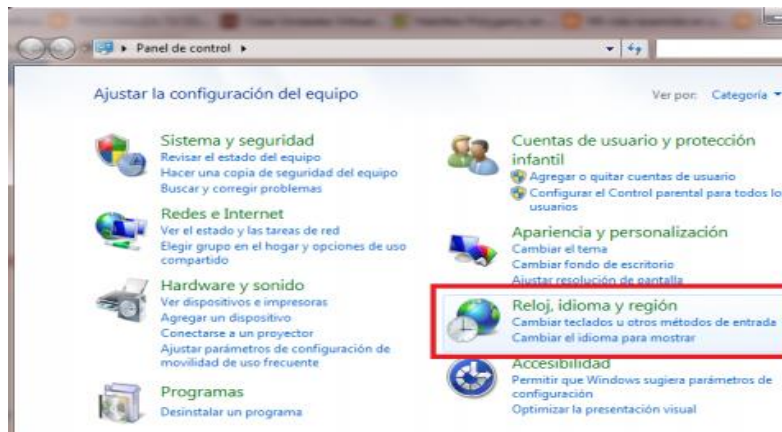 Panel de control
Ajustar la configuración del equipo
Ver por: Categoría
Sistema y seguridad
Revisar el estado del equipo
Hacer una copia de seguridad del equipo
Buscar y corregir problemas
Redes e Internet
Ver el estado y las tareas de red
Elegir grupo en el hogar y opciones de uso
compartido
Hardware y sonido
Ver dispositivos e impresoras
Agregar un dispositivo
Conectarse a un proyector
Ajustar parámetros de configuración de
movilidad de uso frecuente
Programas
Desinstalar un programa
Cuentas de usuario y protección
infantil
Agregar o quitar cuentas de usuario
Configurar el Control parental para todos lo
usuarios
Apariencia y personalización
Cambiar el tema
Cambiar fondo de escritorio
Ajustar resolución de pantalla
Reloj, idioma y región
Cambiar teclados u otros métodos de entrada
Cambiar el idioma para mostrar
Accesibilidad
Permitir que Windows sugiera parámetros de
configuración
Optimizar la presentación visual